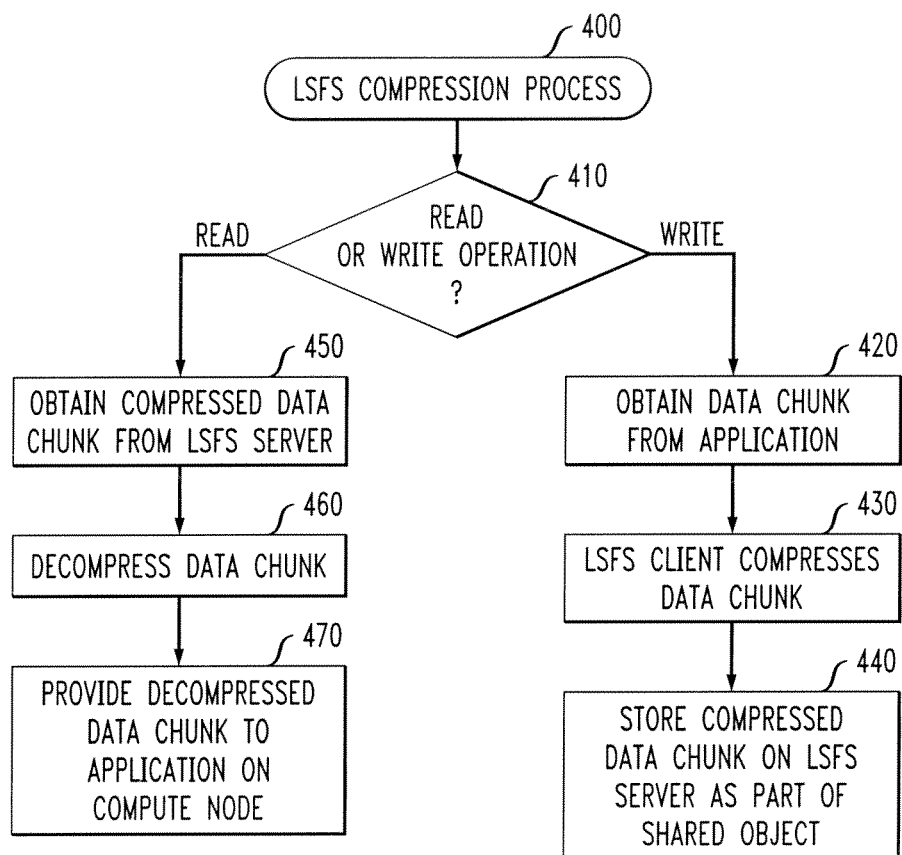 400
LSFS COMPRESSION PROCESS
410
READ
OR WRITE OPERATION
?
READ
WRITE
450
OBTAIN COMPRESSED DATA
CHUNK FROM LSFS SERVER
460
DECOMPRESS DATA CHUNK
470
PROVIDE DECOMPRESSED
DATA CHUNK TO
APPLICATION ON
COMPUTE NODE
420
OBTAIN DATA CHUNK
FROM APPLICATION
430
LSFS CLIENT COMPRESSES
DATA CHUNK
440
STORE COMPRESSED
DATA CHUNK ON LSFS
SERVER AS PART OF
SHARED OBJECT